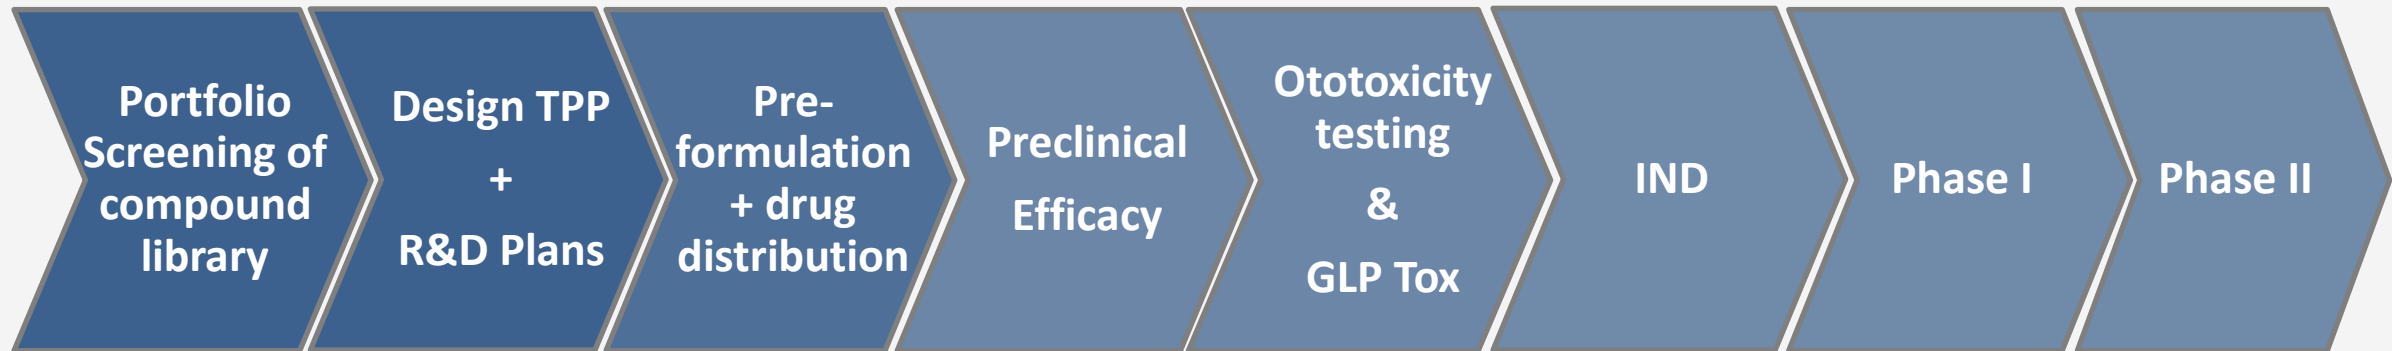 Portfolio
Screening of
compound
library
Design TPP
+
R&D Plans
Pre-
formulation
+ drug
distribution
Preclinical
Efficacy
Ototoxicity
testing
&
GLP Tox
IND
Phase I
Phase II